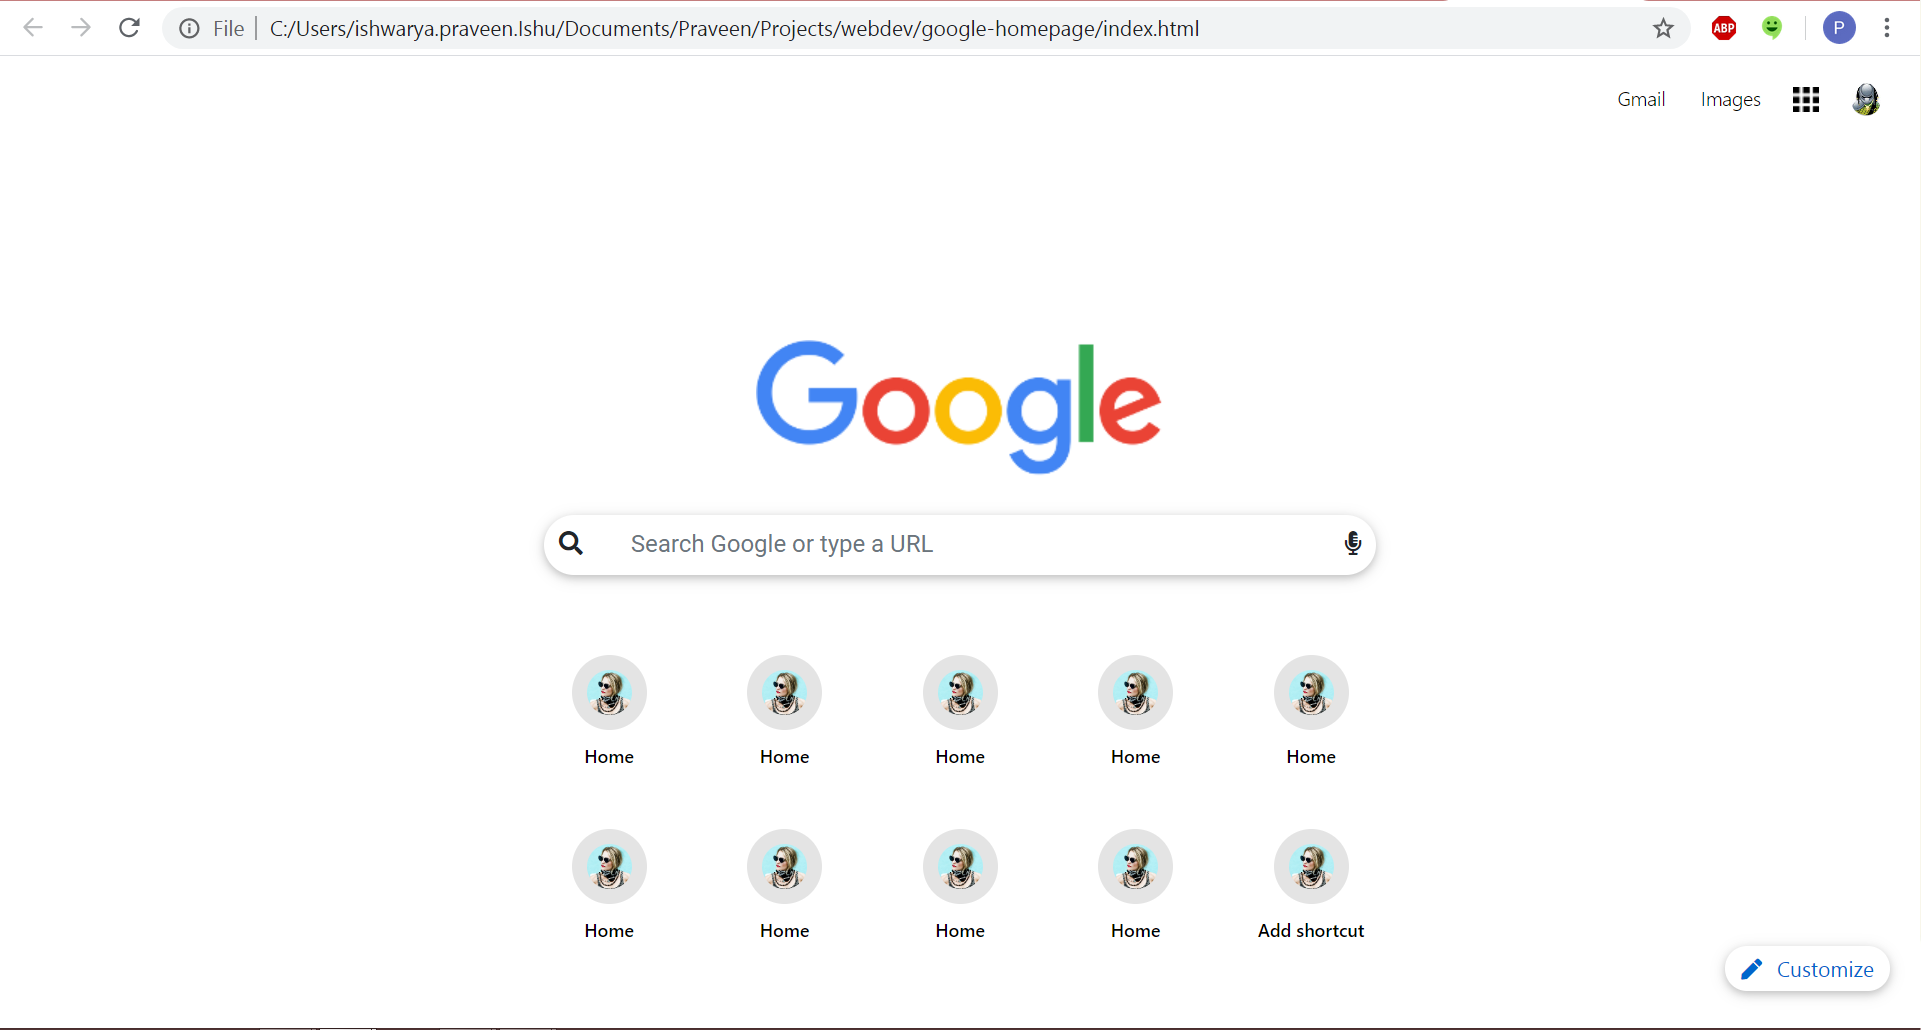 File C:/Users/ishwarya.praveen.Ishu/Documents/Praveen/Projects/webdev/google-homepage/index.html ABP P
Gmail Images
Google
Search Google or type a URL
Home Home Home Home Home
Home Home Home Home Add shortcut
Customize